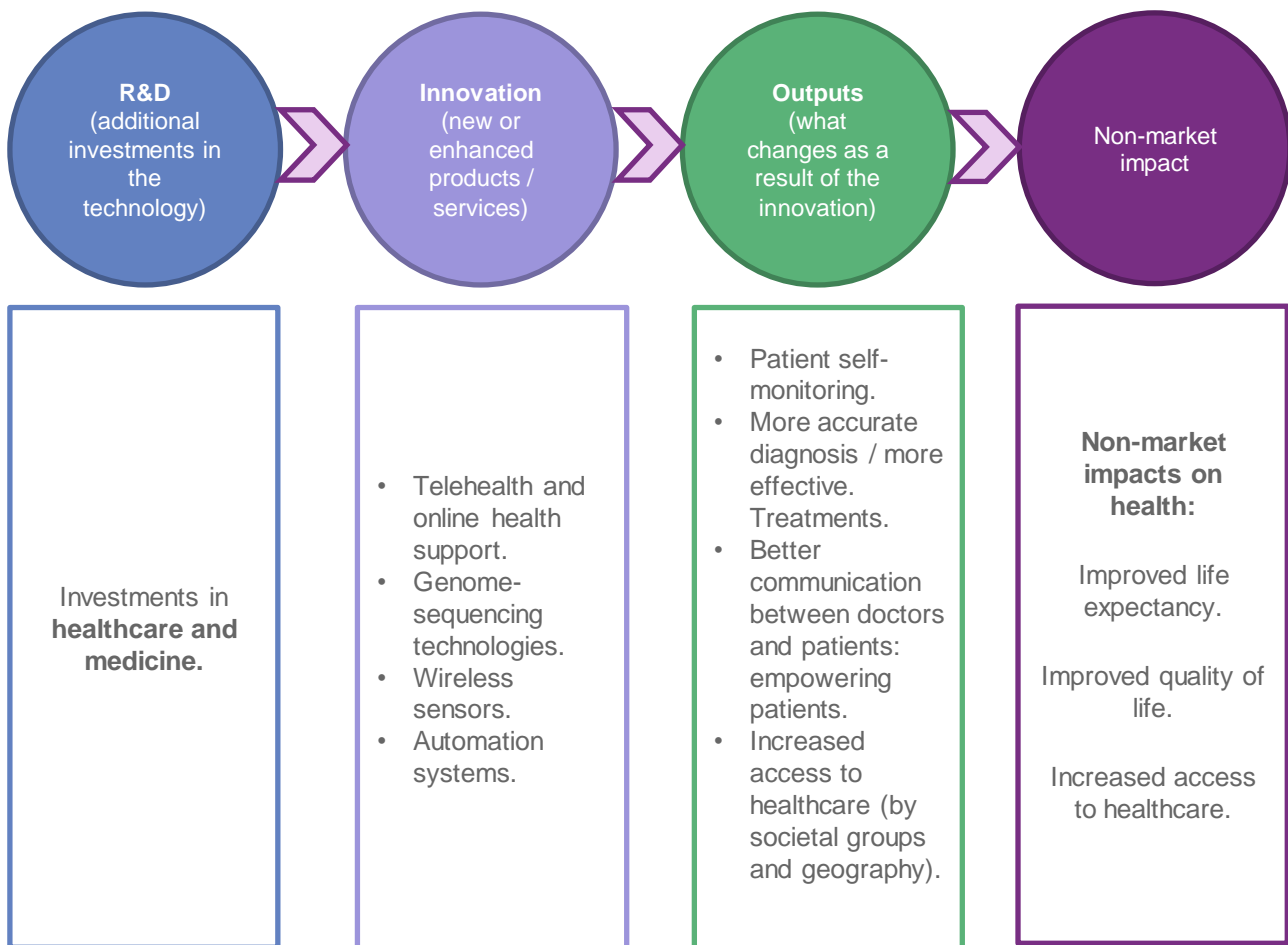 R&D
(additional
investments in
the
technology)
Innovation
(new or
enhanced
products /
services)
Outputs
(what
changes as a
result of the
innovation)
Non-market
impact
Investments in
healthcare and
medicine.
• Telehealth and
online health
support.
• Genome-
sequencing
technologies.
• Wireless
sensors.
• Automation
systems.
• Patient self-
monitoring.
• More accurate
diagnosis / more
effective.
Treatments.
• Better
communication
between doctors
and patients:
empowering
patients.
• Increased
access to
healthcare (by
societal groups
and geography).
Non-market
impacts on
health:
Improved life
expectancy.
Improved quality of
life.
Increased access
to healthcare.